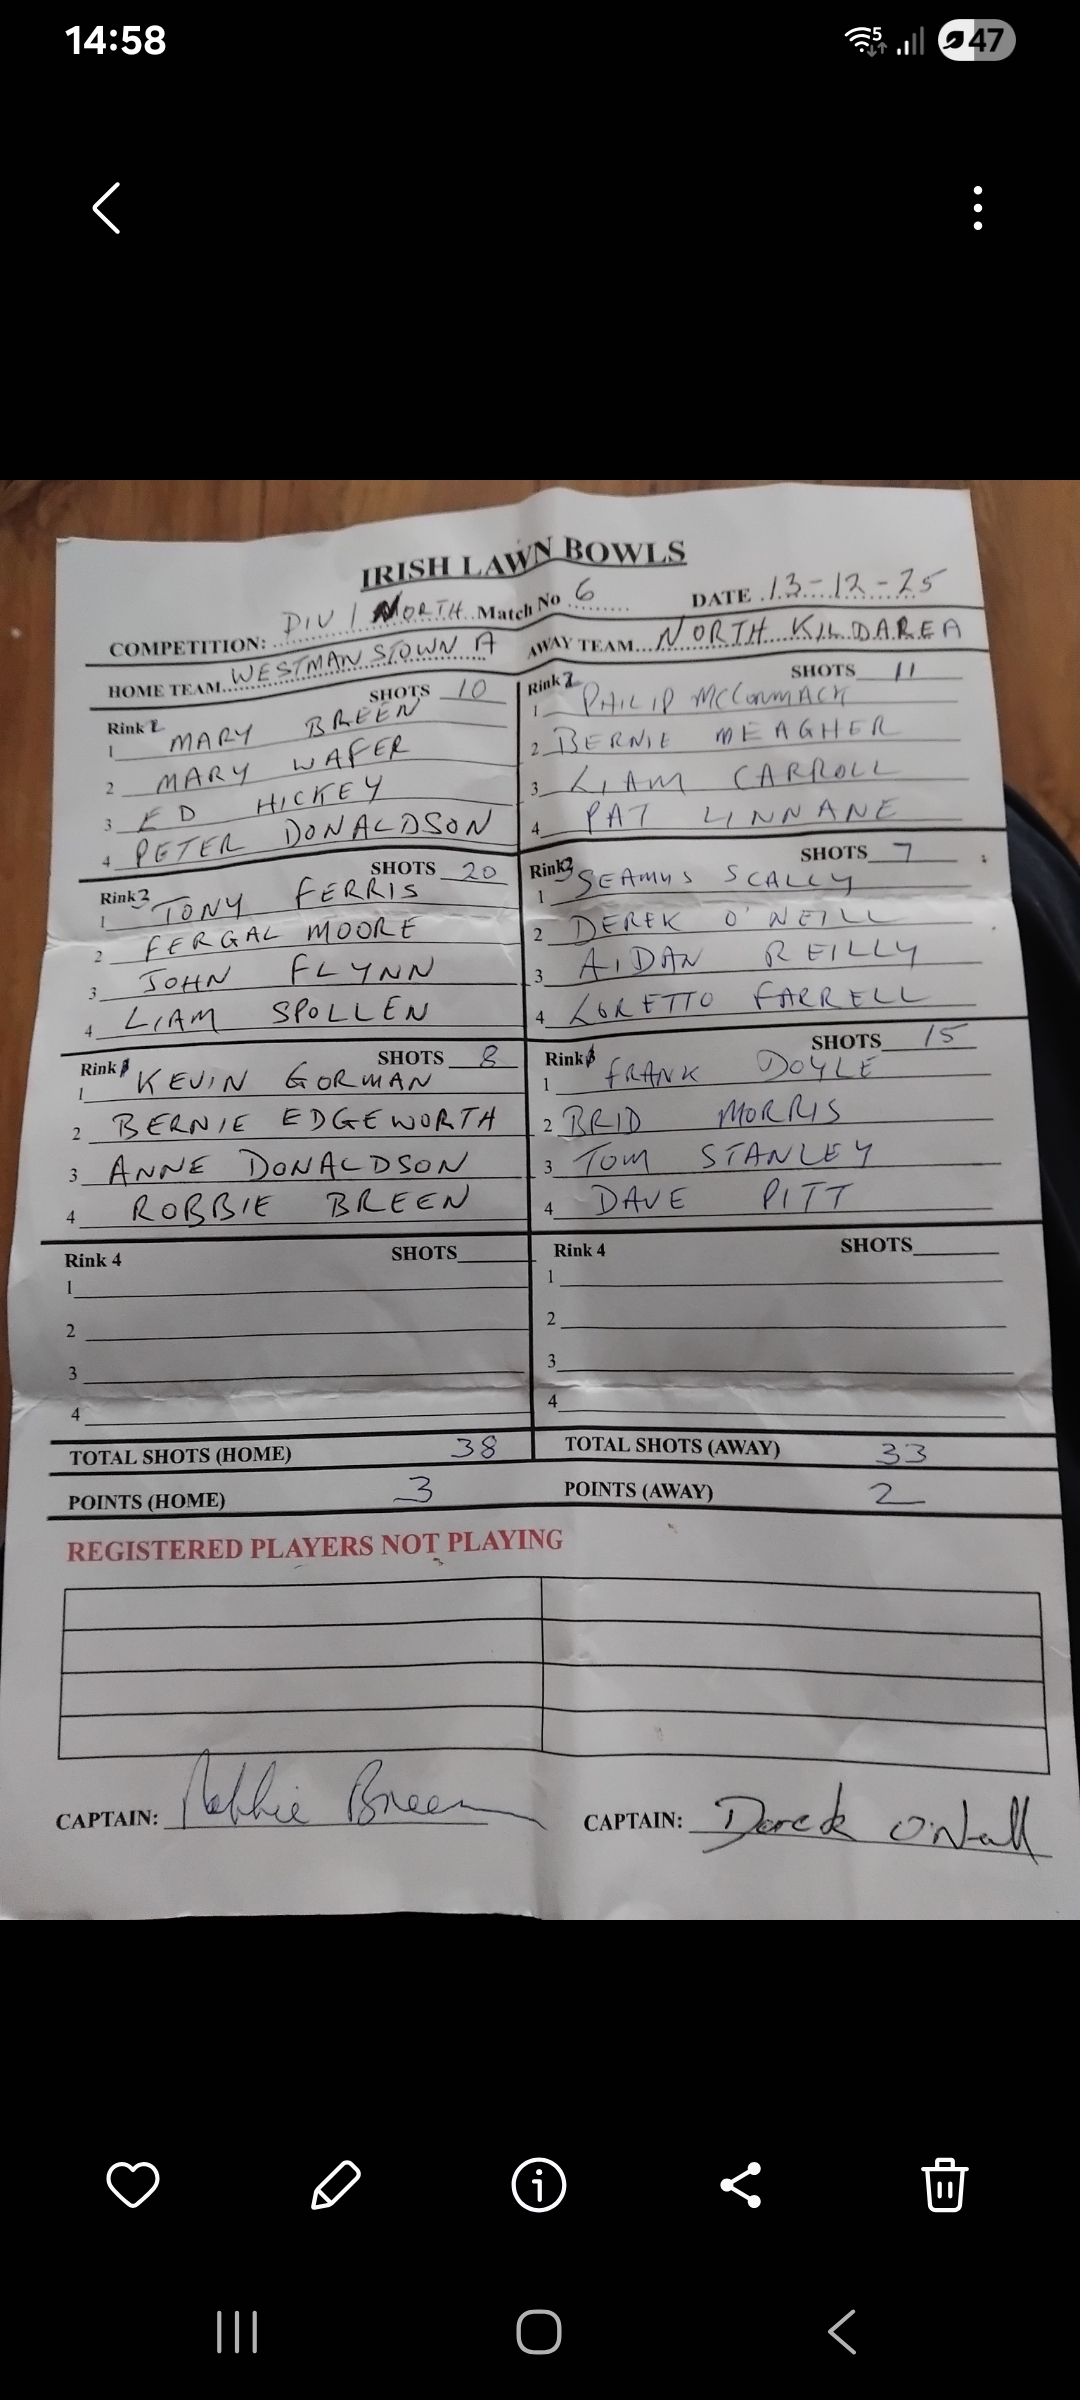 14:58
5 47
IRISH LAWN BOWLS
COMPETITION: DIV 1 NORTH Match No 6 DATE 13-12-25
HOME TEAM WESTMANSTOWN A AWAY TEAM NORTH KILDARE A
Rink 2 SHOTS 10
1 MARY BREEN
2 MARY WAFER
3 ED HICKEY
4 PETER DONALDSON
Rink 2 SHOTS 11
1 PHILIP McCORMACK
2 BERNIE MEAGHER
3 LIAM CARROLL
4 PAT LINNANE
Rink 3 SHOTS 20
1 TONY FERRIS
2 FERGAL MOORE
3 JOHN FLYNN
4 LIAM SPOLLEN
Rink 3 SHOTS 7
1 SEAMUS SCALLY
2 DEREK O'NEILL
3 AIDAN REILLY
4 LORETTO FARRELL
Rink SHOTS 8
1 KEVIN GORMAN
2 BERNIE EDGEWORTH
3 ANNE DONALDSON
4 ROBBIE BREEN
Rink SHOTS 15
1 FRANK DOYLE
2 BRID MORRIS
3 TOM STANLEY
4 DAVE PITT
Rink 4 SHOTS
1
2
3
4
Rink 4 SHOTS
1
2
3
4
TOTAL SHOTS (HOME) 38 TOTAL SHOTS (AWAY) 33
POINTS (HOME) 3 POINTS (AWAY) 2
REGISTERED PLAYERS NOT PLAYING
CAPTAIN: Robbie Breen CAPTAIN: Derek O'Neill